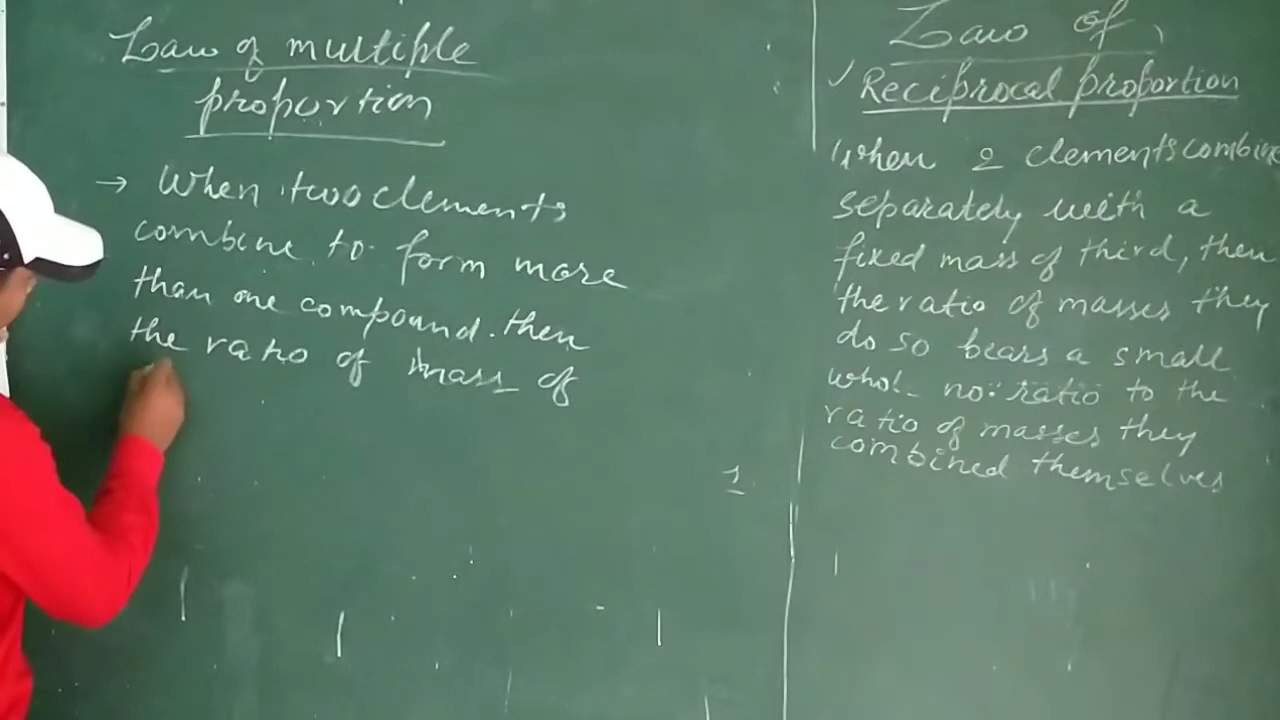 Law of multiple
proportion
→ When two elements
combine to form more
than one compound. then
the ratio of mass of
1
Law of
✓ Reciprocal proportion
When 2 elements combine
separately with a
fixed mass of third, then
the ratio of masses they
do so bears a small
whol- no: ratio to the
ratio of masses they
combined themselves